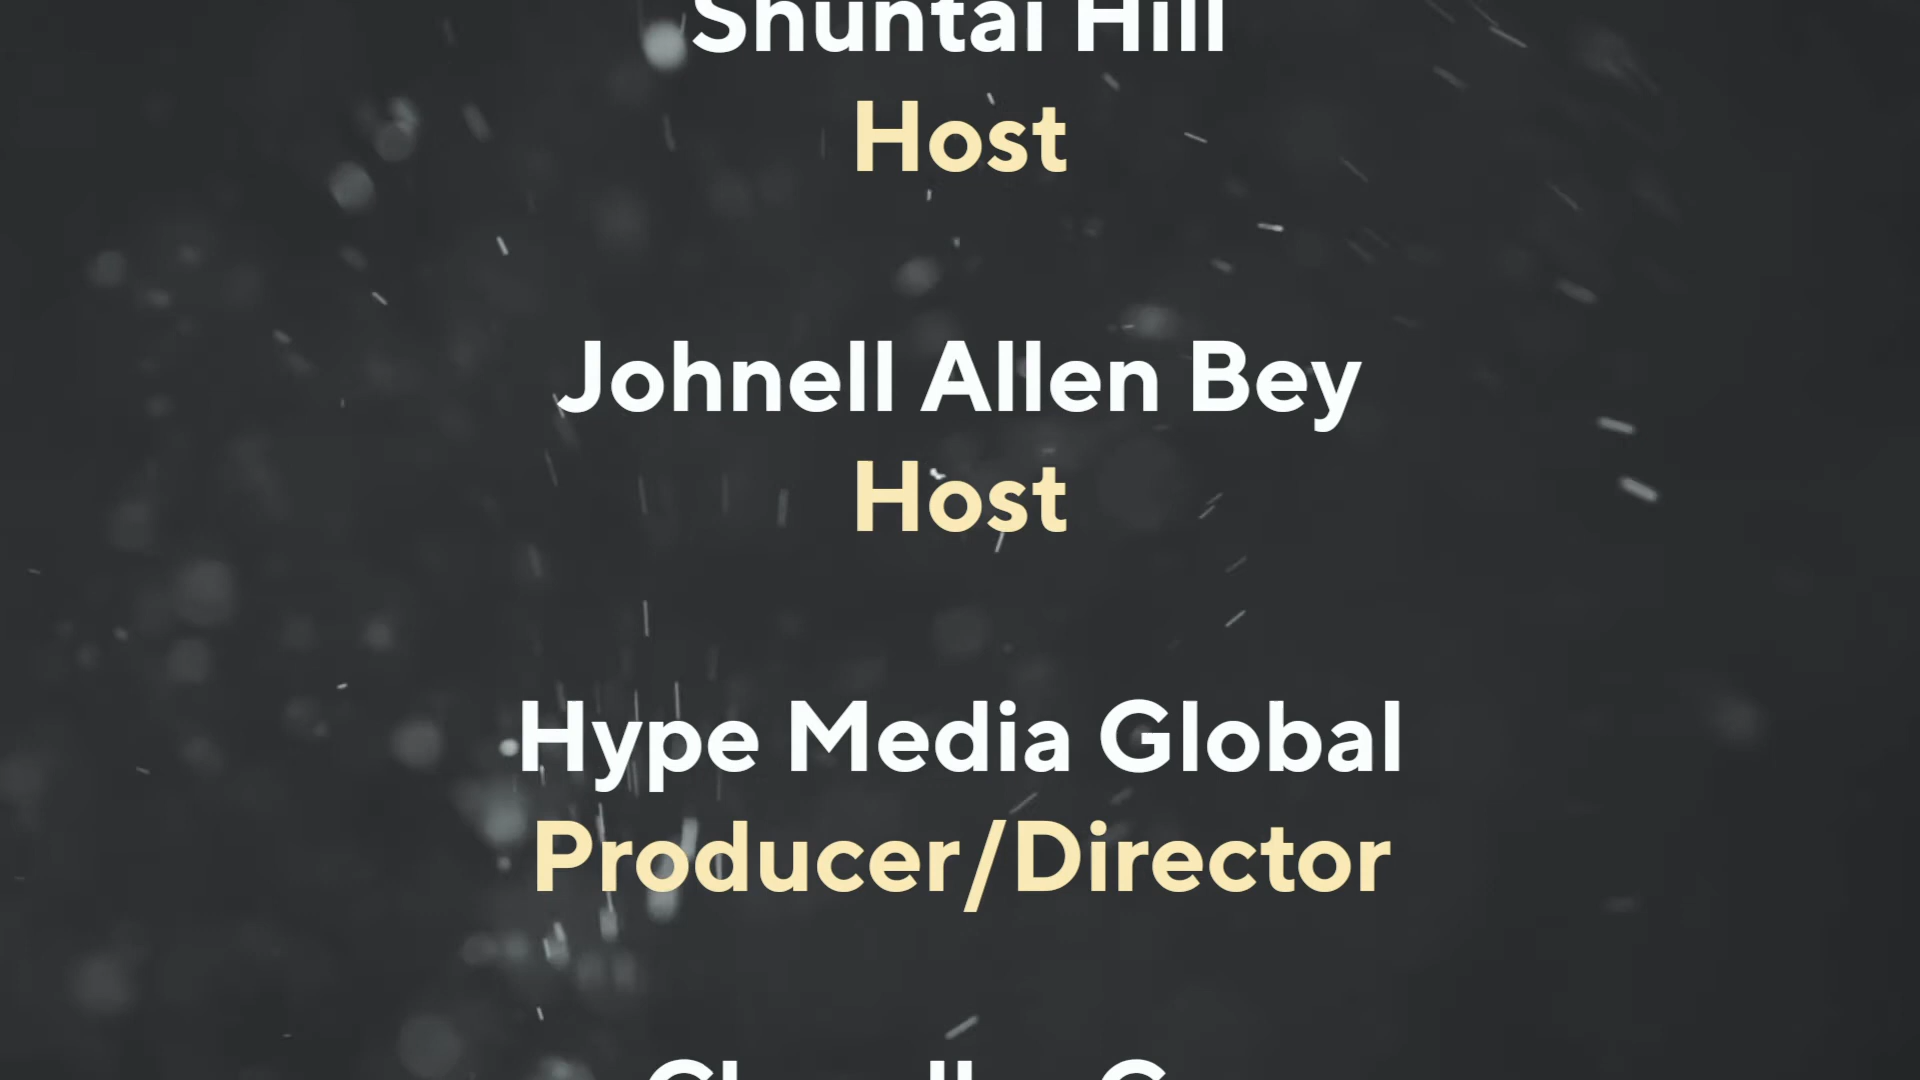 Shuntai Hill
Host
Johnell Allen Bey
Host
Hype Media Global
Producer/Director